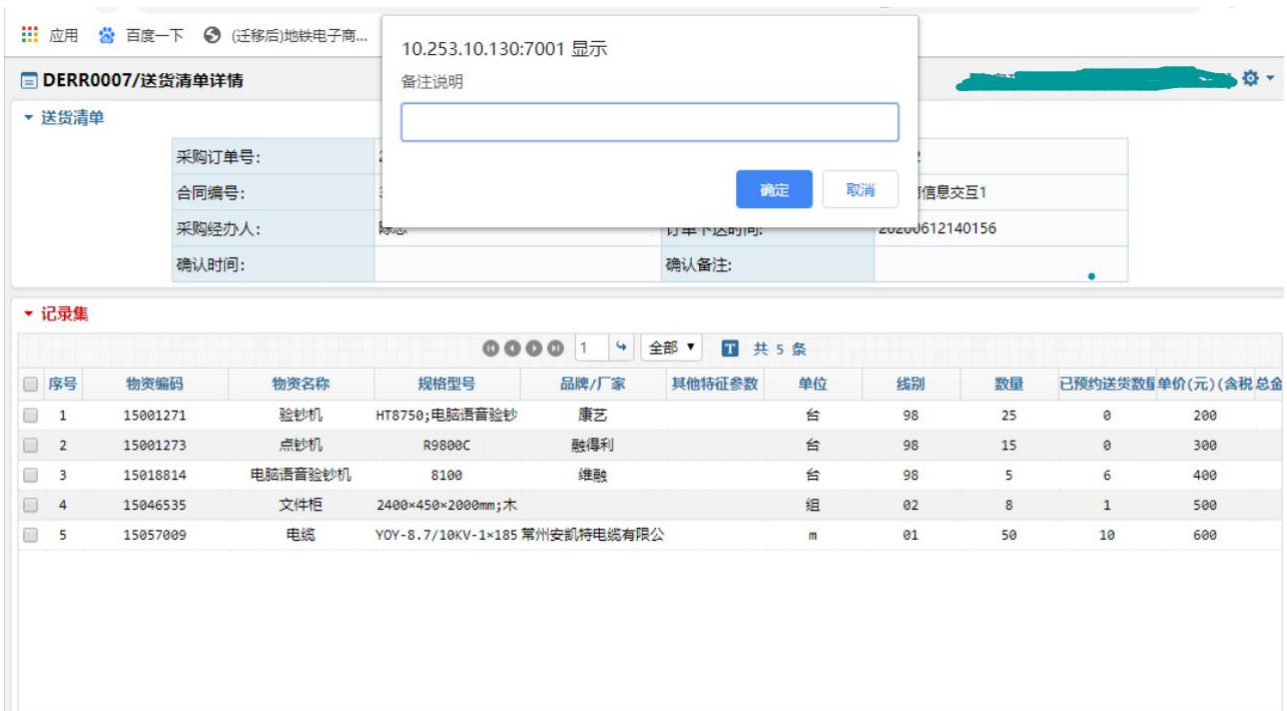 应用 百度一下 (迁移后)地铁电子商...
10.253.10.130:7001 显示
备注说明
确定 取消
DERR0007/送货清单详情
送货清单
采购订单号:
合同编号: 信息交互1
采购经办人: 订单下送时间: 20200612140156
确认时间: 确认备注:
记录集
1 全部 T 共 5 条
序号 物资编码 物资名称 规格型号 品牌/厂家 其他特征参数 单位 线别 数量 已预约送货数量 单价(元)(含税 总金
1 15001271 验钞机 HT8750;电脑语音验钞 康艺 台 98 25 0 200
2 15001273 点钞机 R9800C 融得利 台 98 15 0 300
3 15018814 电脑语音验钞机 8100 维融 台 98 5 6 400
4 15046535 文件柜 2400×450×2000mm;木 组 02 8 1 500
5 15057009 电缆 YOY-8.7/10KV-1×185 常州安凯特电缆有限公 m 01 50 10 600